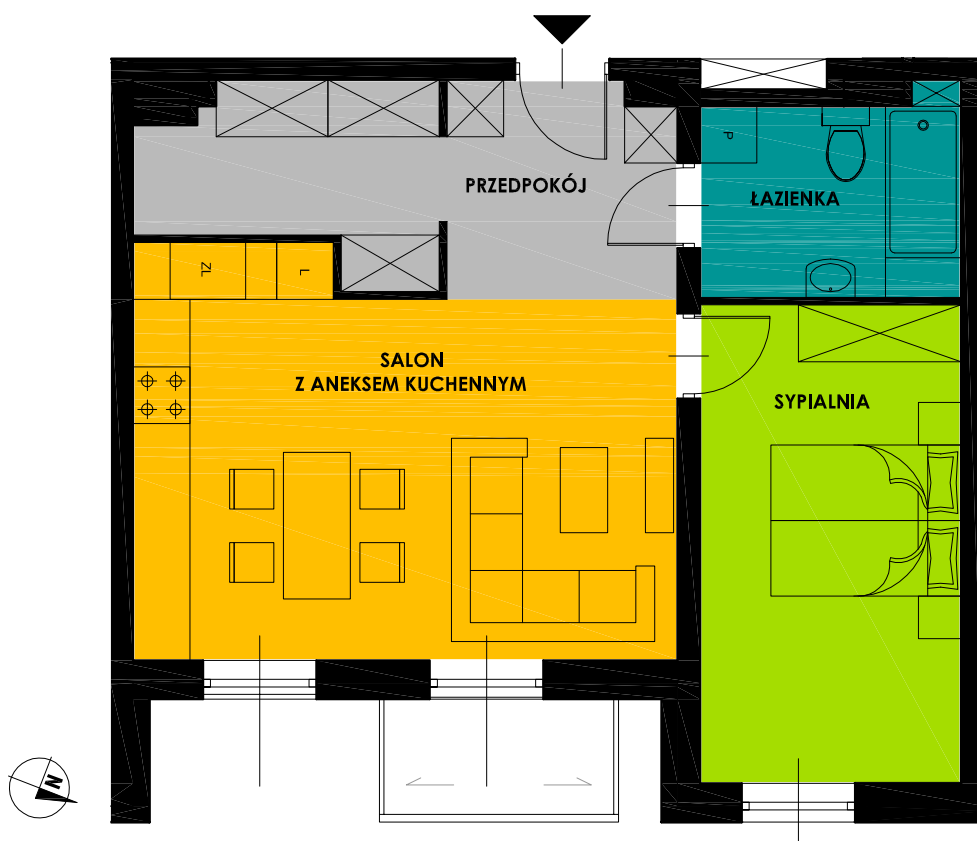 PRZEDPOKÓJ
P
ŁAZIENKA
ZL
L
SALON
Z ANEKSEM KUCHENNYM
SYPIALNIA
N